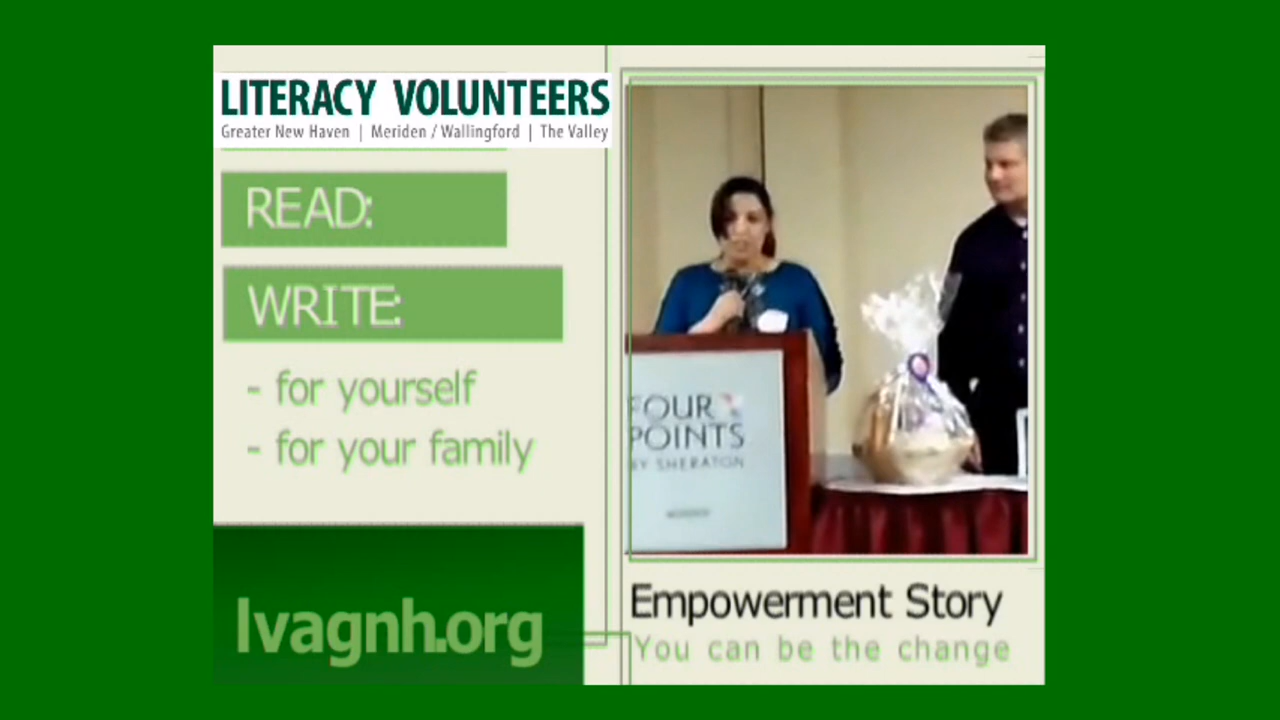 LITERACY VOLUNTEERS
Greater New Haven | Meriden / Wallingford | The Valley
READ:
WRITE:
- for yourself
- for your family
lvagnh.org
FOUR
POINTS
BY SHERATON
Empowerment Story
You can be the change